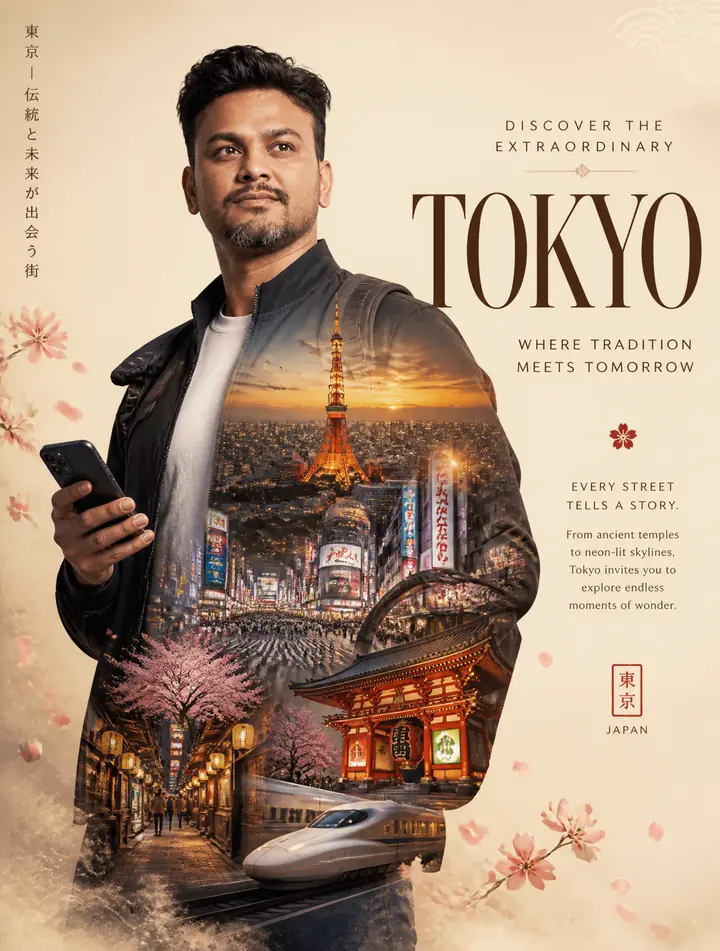 東京｜伝統と未来が出会う街
DISCOVER THE
EXTRAORDINARY
TOKYO
WHERE TRADITION
MEETS TOMORROW
EVERY STREET
TELLS A STORY.
From ancient temples
to neon-lit skylines,
Tokyo invites you to
explore endless
moments of wonder.
東京
JAPAN